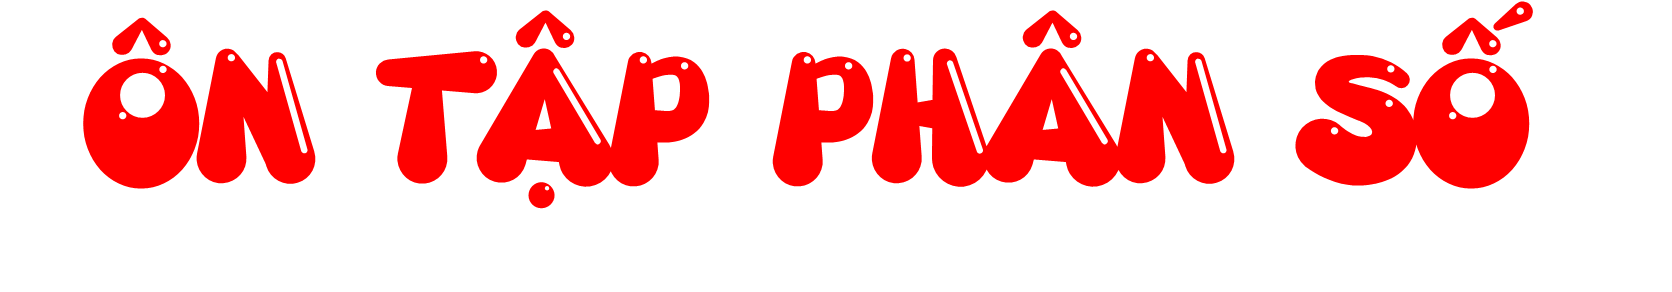 ÔN TẬP PHÂN SỐ